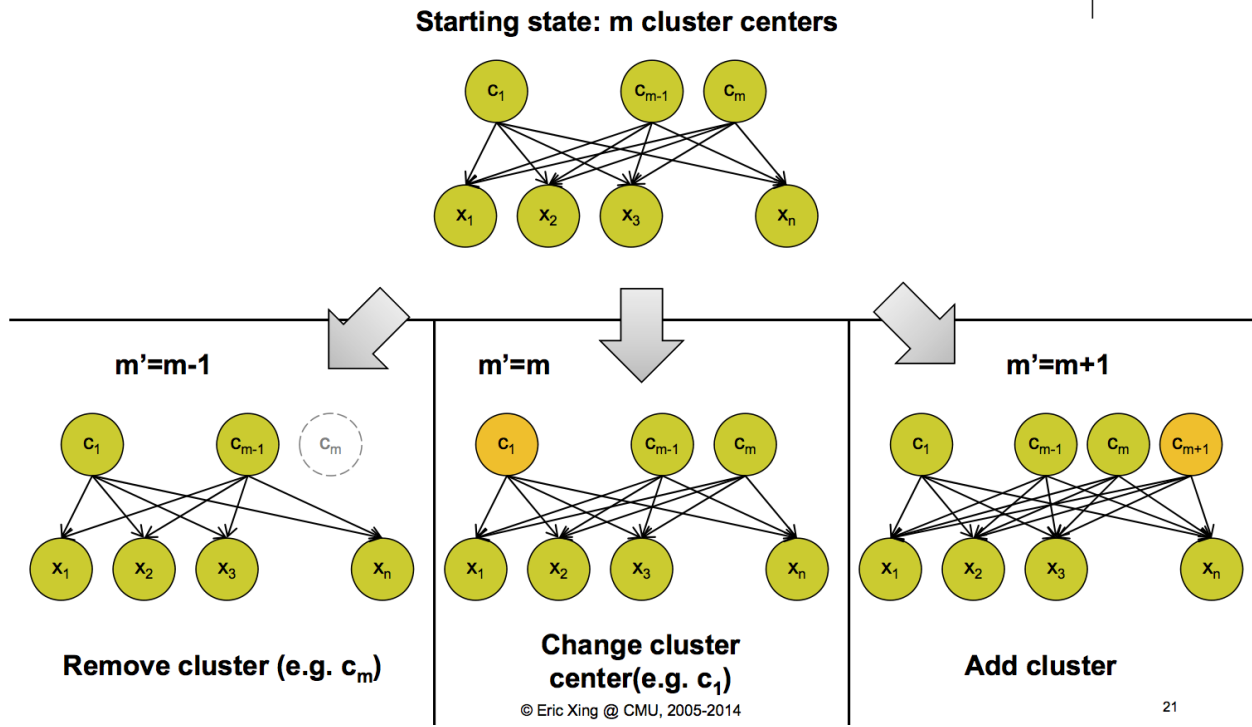 Starting state: m cluster centers
c1 cm-1 cm
x1 x2 x3 xn
m'=m-1
c1 cm-1 cm
x1 x2 x3 xn
Remove cluster (e.g. cm)
m'=m
c1 cm-1 cm
x1 x2 x3 xn
Change cluster
center(e.g. c1)
m'=m+1
c1 cm-1 cm cm+1
x1 x2 x3 xn
Add cluster
© Eric Xing @ CMU, 2005-2014
21